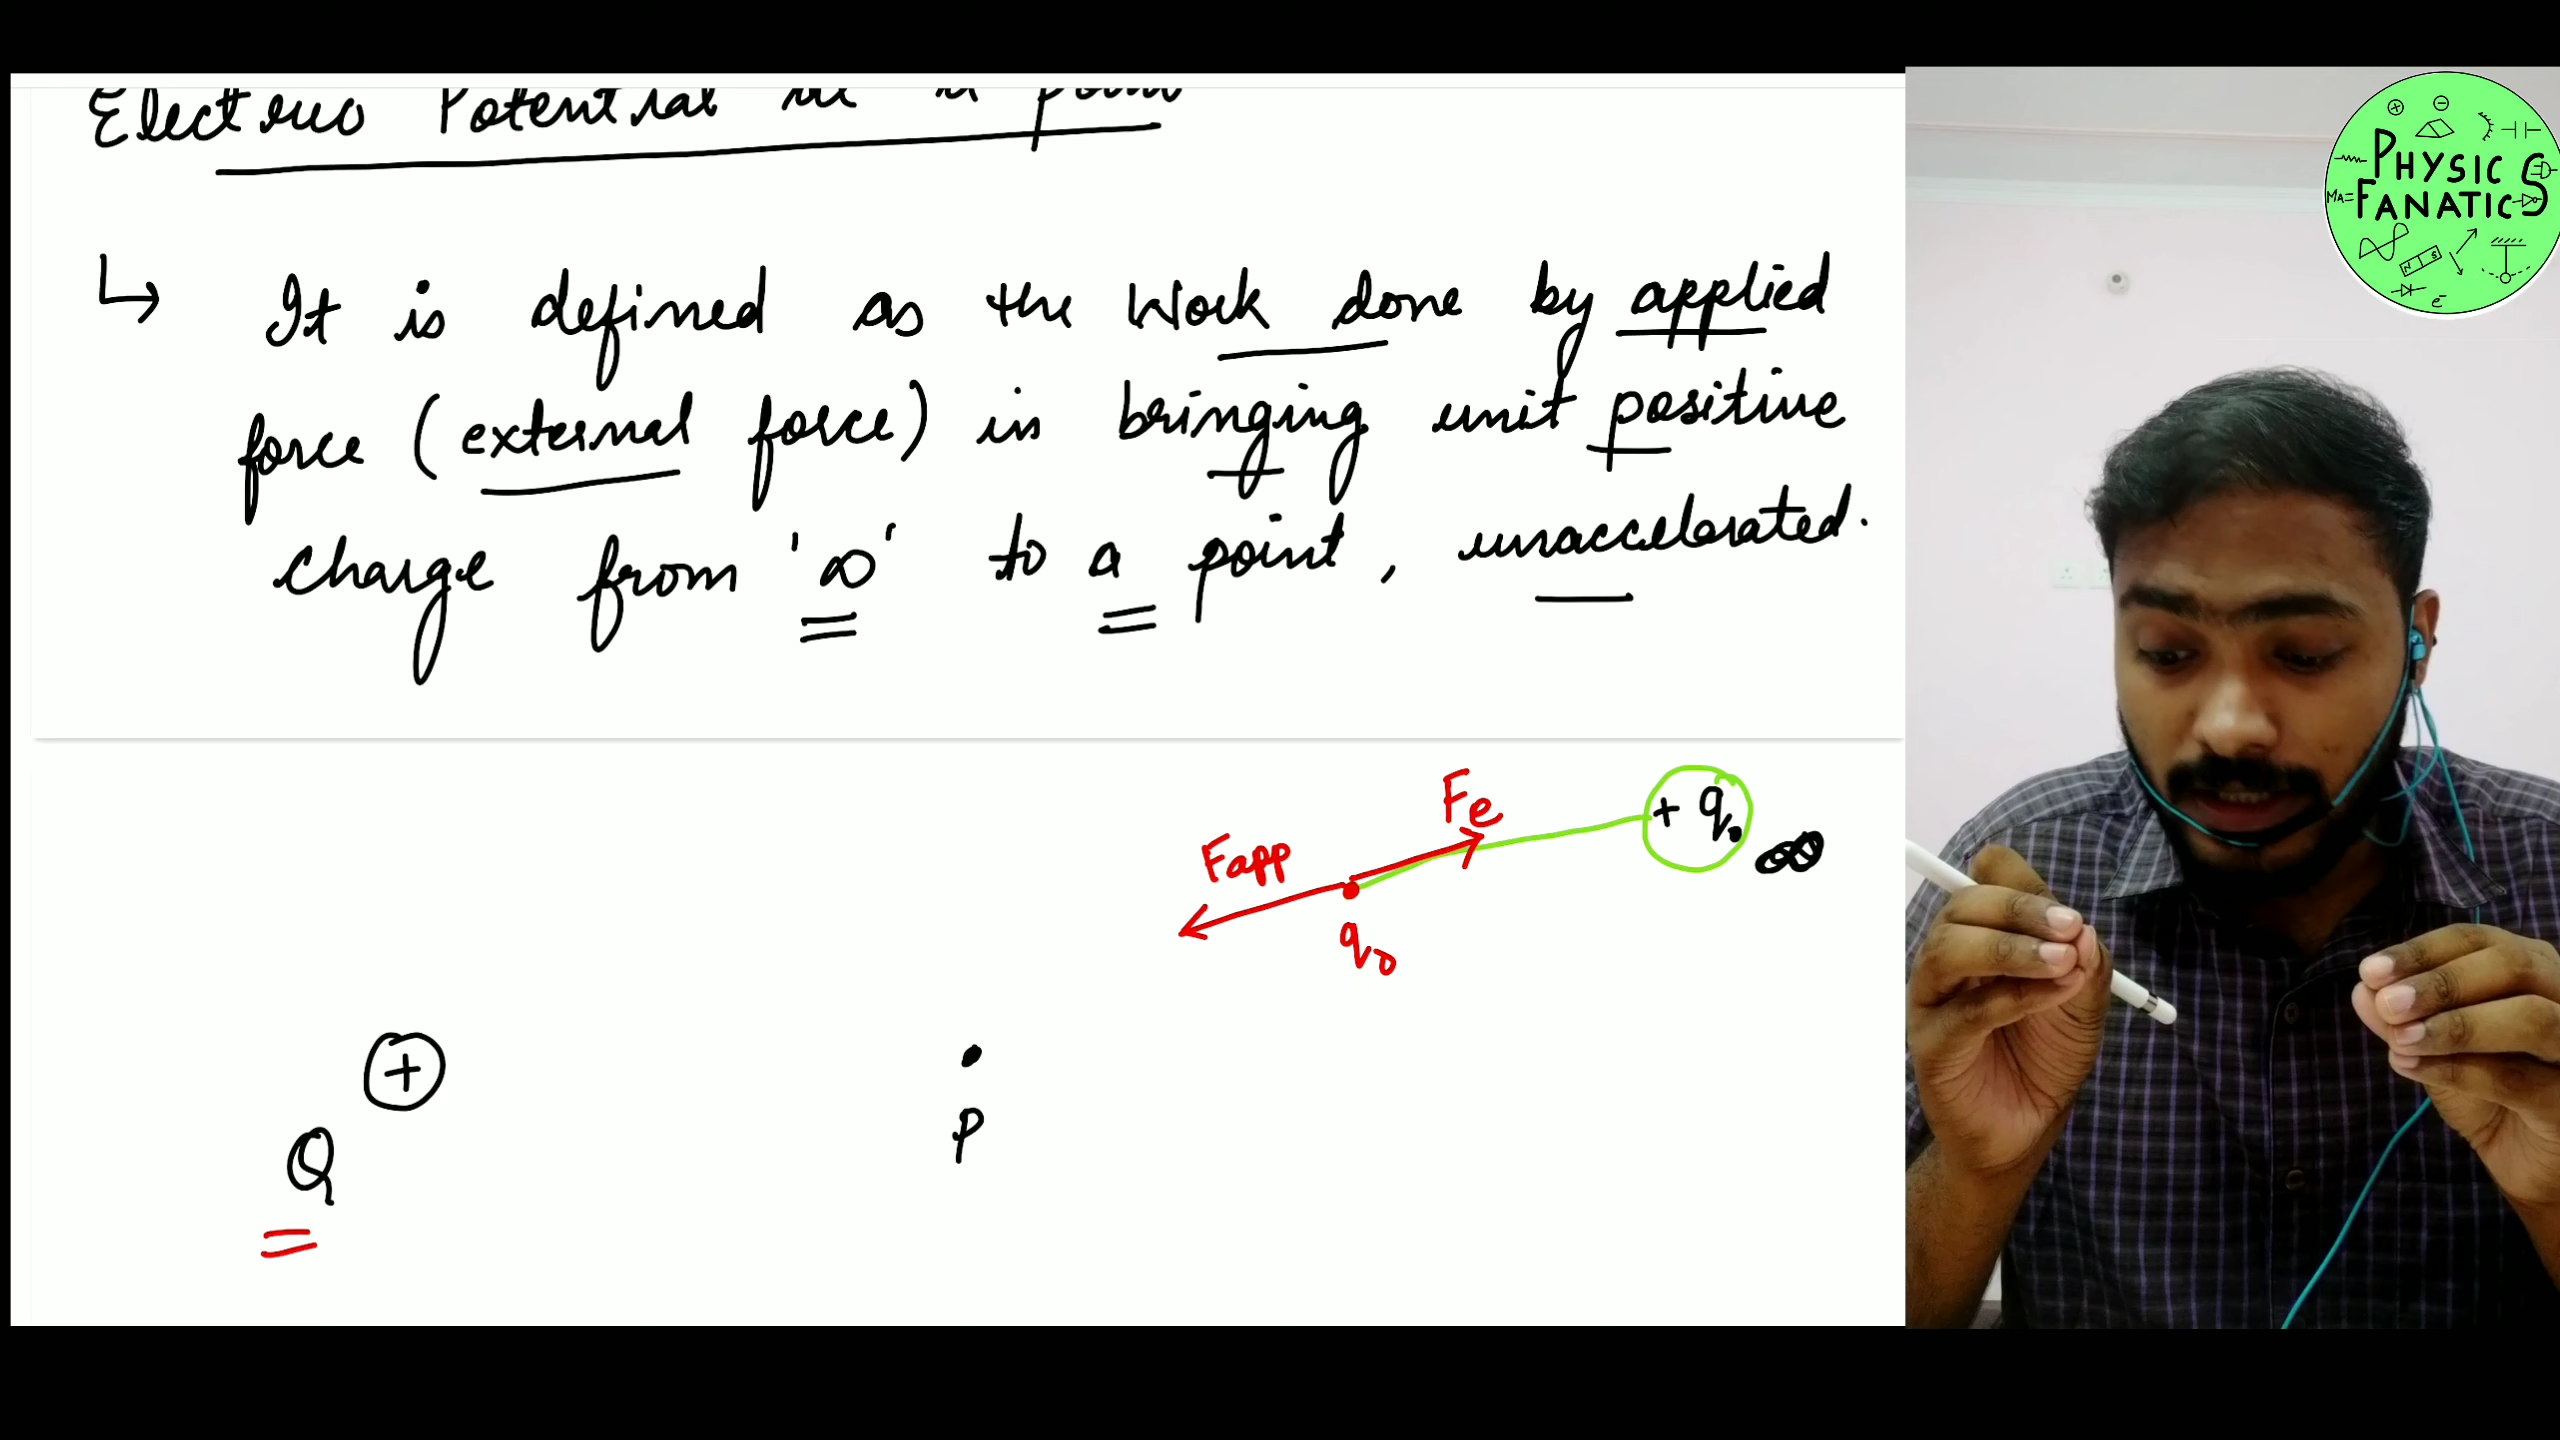 Electric Potential at a point
↳ It is defined as the Work done by applied
force (external force) in bringing unit positive
charge from '∞' to a point, unaccelerated.
Fe
+ q₀
Fapp
∞
q₀
+
Q
P
PHYSICS
FANATICS
MA=
N S
e⁻